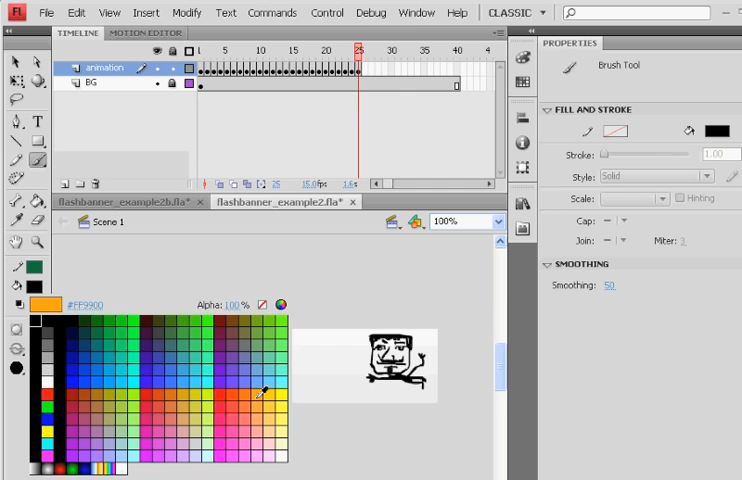 Fl File Edit View Insert Modify Text Commands Control Debug Window Help CLASSIC
TIMELINE MOTION EDITOR
PROPERTIES
1 5 10 15 20 25 30 35 40 4
animation
BG
Brush Tool
FILL AND STROKE
Stroke: 1.00
Style: Solid
Scale: Hinting
Cap:
Join: Miter: 3
SMOOTHING
Smoothing: 50
25 15.0fps 1.6s
flashbanner_example2b.fla* × flashbanner_example2.fla* ×
Scene 1 100%
#FF9900 Alpha: 100 %